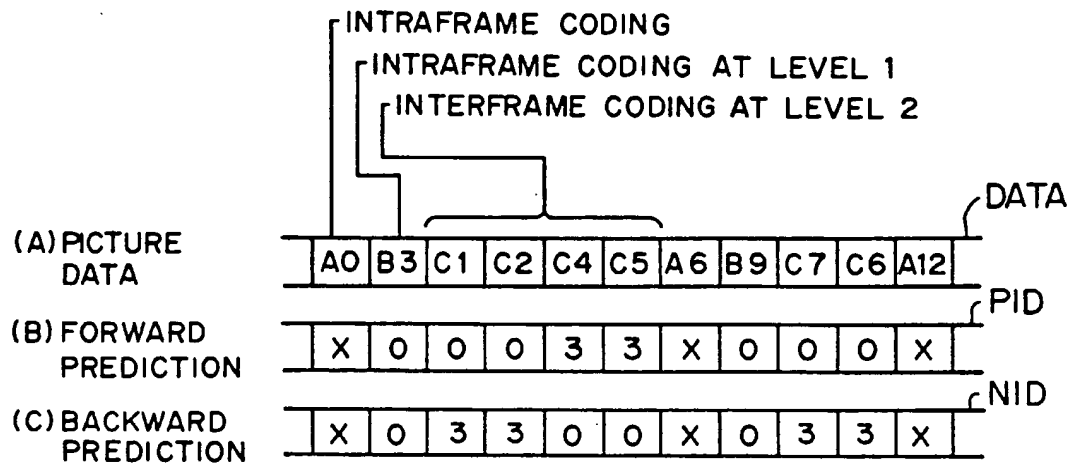 INTRAFRAME CODING
INTRAFRAME CODING AT LEVEL 1
INTERFRAME CODING AT LEVEL 2
DATA
(A) PICTURE DATA
A0 B3 C1 C2 C4 C5 A6 B9 C7 C6 A12
PID
(B) FORWARD PREDICTION
X 0 0 0 3 3 X 0 0 0 X
NID
(C) BACKWARD PREDICTION
X 0 3 3 0 0 X 0 3 3 X